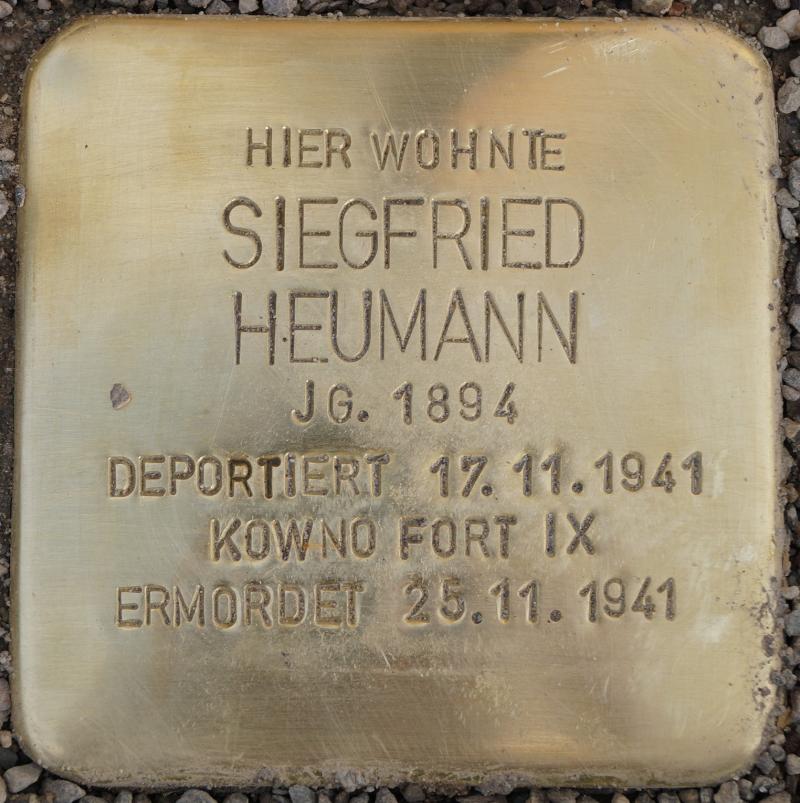 HIER WOHNTE
SIEGFRIED
HEUMANN
JG. 1894
DEPORTIERT 17.11.1941
KOWNO FORT IX
ERMORDET 25.11.1941